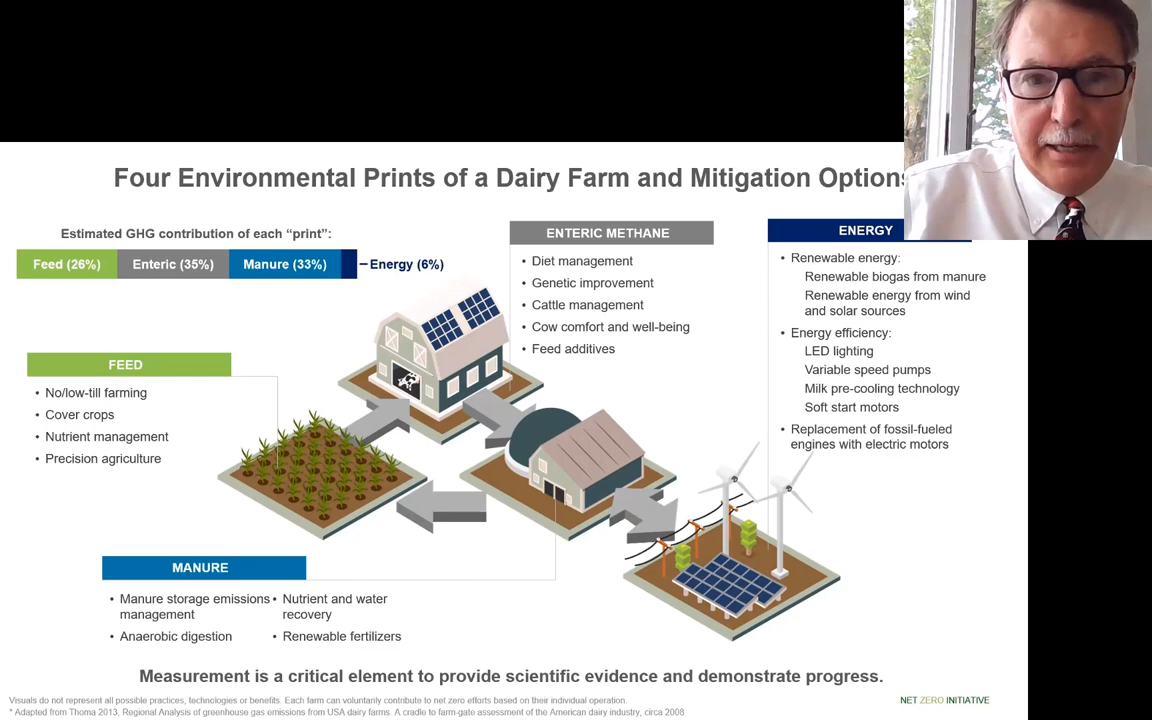 Four Environmental Prints of a Dairy Farm and Mitigation Options
Estimated GHG contribution of each “print”:
Feed (26%) Enteric (35%) Manure (33%) Energy (6%)
ENTERIC METHANE
• Diet management
• Genetic improvement
• Cattle management
• Cow comfort and well-being
• Feed additives
ENERGY
• Renewable energy:
Renewable biogas from manure
Renewable energy from wind
and solar sources
• Energy efficiency:
LED lighting
Variable speed pumps
Milk pre-cooling technology
Soft start motors
• Replacement of fossil-fueled
engines with electric motors
FEED
• No/low-till farming
• Cover crops
• Nutrient management
• Precision agriculture
MANURE
• Manure storage emissions
management
• Anaerobic digestion
• Nutrient and water
recovery
• Renewable fertilizers
Measurement is a critical element to provide scientific evidence and demonstrate progress.
Visuals do not represent all possible practices, technologies or benefits. Each farm can voluntarily contribute to net zero efforts based on their individual operation.
* Adapted from Thoma 2013, Regional Analysis of greenhouse gas emissions from USA dairy farms. A cradle to farm-gate assessment of the American dairy industry, circa 2008
NET ZERO INITIATIVE